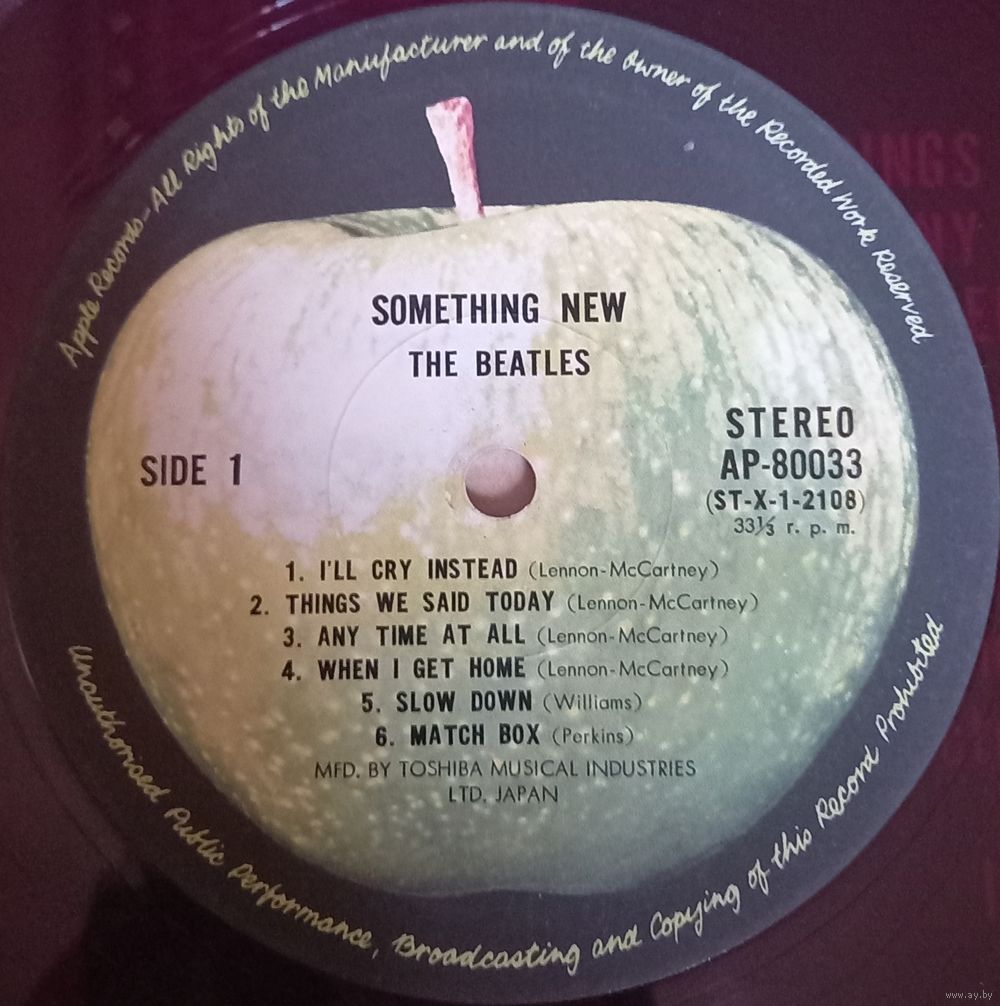 Apple Records-All Rights of the Manufacturer and of the Owner of the Recorded Work Reserved
SOMETHING NEW
THE BEATLES
SIDE 1
STEREO
AP-80033
(ST-X-1-2108)
33⅓ r. p. m.
1. I'LL CRY INSTEAD (Lennon-McCartney)
2. THINGS WE SAID TODAY (Lennon-McCartney)
3. ANY TIME AT ALL (Lennon-McCartney)
4. WHEN I GET HOME (Lennon-McCartney)
5. SLOW DOWN (Williams)
6. MATCH BOX (Perkins)
MFD. BY TOSHIBA MUSICAL INDUSTRIES
LTD. JAPAN
Unauthorised Public Performance, Broadcasting and Copying of this Record Prohibited
www.ay.by